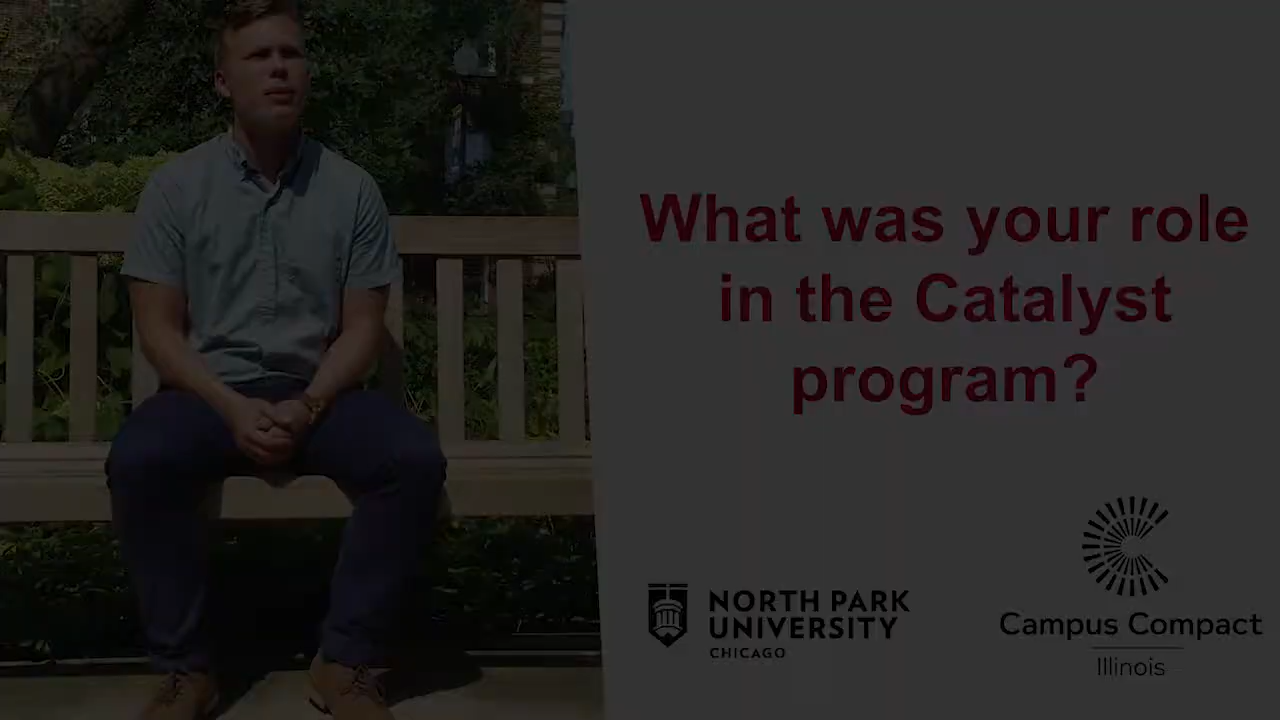 What was your role
in the Catalyst
program?
NORTH PARK
UNIVERSITY
CHICAGO
Campus Compact
Illinois